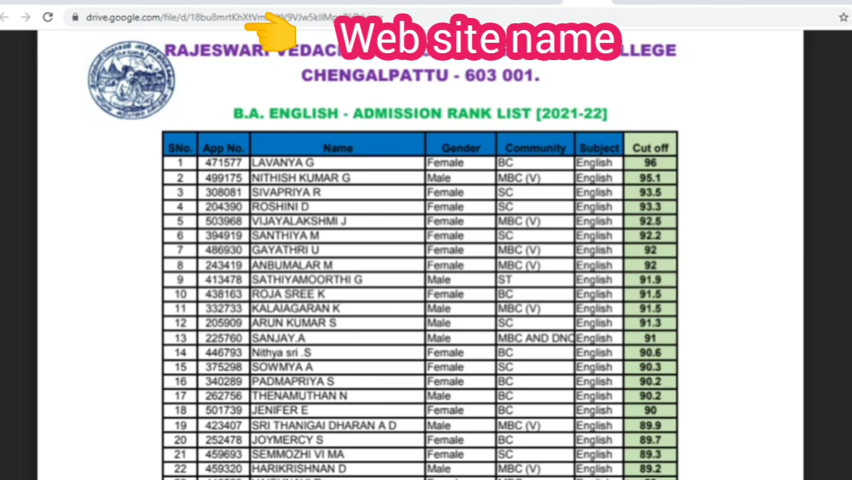 drive.google.com/file/d/18bu8mrtKhXtVm
Web site name
RAJESWARI VEDAC LLEGE
CHENGALPATTU - 603 001.
B.A. ENGLISH - ADMISSION RANK LIST [2021-22]
SNo. App No. Name Gender Community Subject Cut off
1 471577 LAVANYA G Female BC English 96
2 499175 NITHISH KUMAR G Male MBC (V) English 95.1
3 308081 SIVAPRIYA R Female SC English 93.5
4 204390 ROSHINI D Female SC English 93.3
5 503968 VIJAYALAKSHMI J Female MBC (V) English 92.5
6 394919 SANTHIYA M Female SC English 92.2
7 486930 GAYATHRI U Female MBC (V) English 92
8 243419 ANBUMALAR M Female MBC (V) English 92
9 413478 SATHIYAMOORTHI G Male ST English 91.9
10 438163 ROJA SREE K Female BC English 91.5
11 332733 KALAIAGARAN K Male MBC (V) English 91.5
12 205909 ARUN KUMAR S Male SC English 91.3
13 225760 SANJAY.A Male MBC AND DNC English 91
14 446793 Nithya sri .S Female BC English 90.6
15 375298 SOWMYA A Female SC English 90.3
16 340289 PADMAPRIYA S Female BC English 90.2
17 262756 THENAMUTHAN N Male MBC (V) English 90.2
18 501739 JENIFER E Female BC English 90
19 423407 SRI THANIGAI DHARAN A D Male MBC (V) English 89.9
20 252478 JOYMERCY S Female BC English 89.7
21 459693 SEMMOZHI VI MA Female SC English 89.3
22 459320 HARIKRISHNAN D Male MBC (V) English 89.2